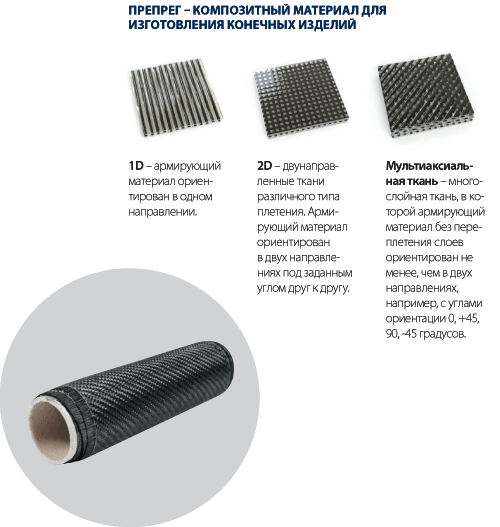 ПРЕПРЕГ – КОМПОЗИТНЫЙ МАТЕРИАЛ ДЛЯ
ИЗГОТОВЛЕНИЯ КОНЕЧНЫХ ИЗДЕЛИЙ
1D – армирующий
материал ориен-
тирован в одном
направлении.
2D – двунаправ-
ленные ткани
различного типа
плетения. Арми-
рующий материал
ориентирован
в двух направле-
ниях под заданным
углом друг к другу.
Мультиаксиаль-
ная ткань – много-
слойная ткань, в ко-
торой армирующий
материал без пере-
плетения слоев
ориентирован не
менее, чем в двух
направлениях,
например, с углами
ориентации 0, +45,
90, -45 градусов.